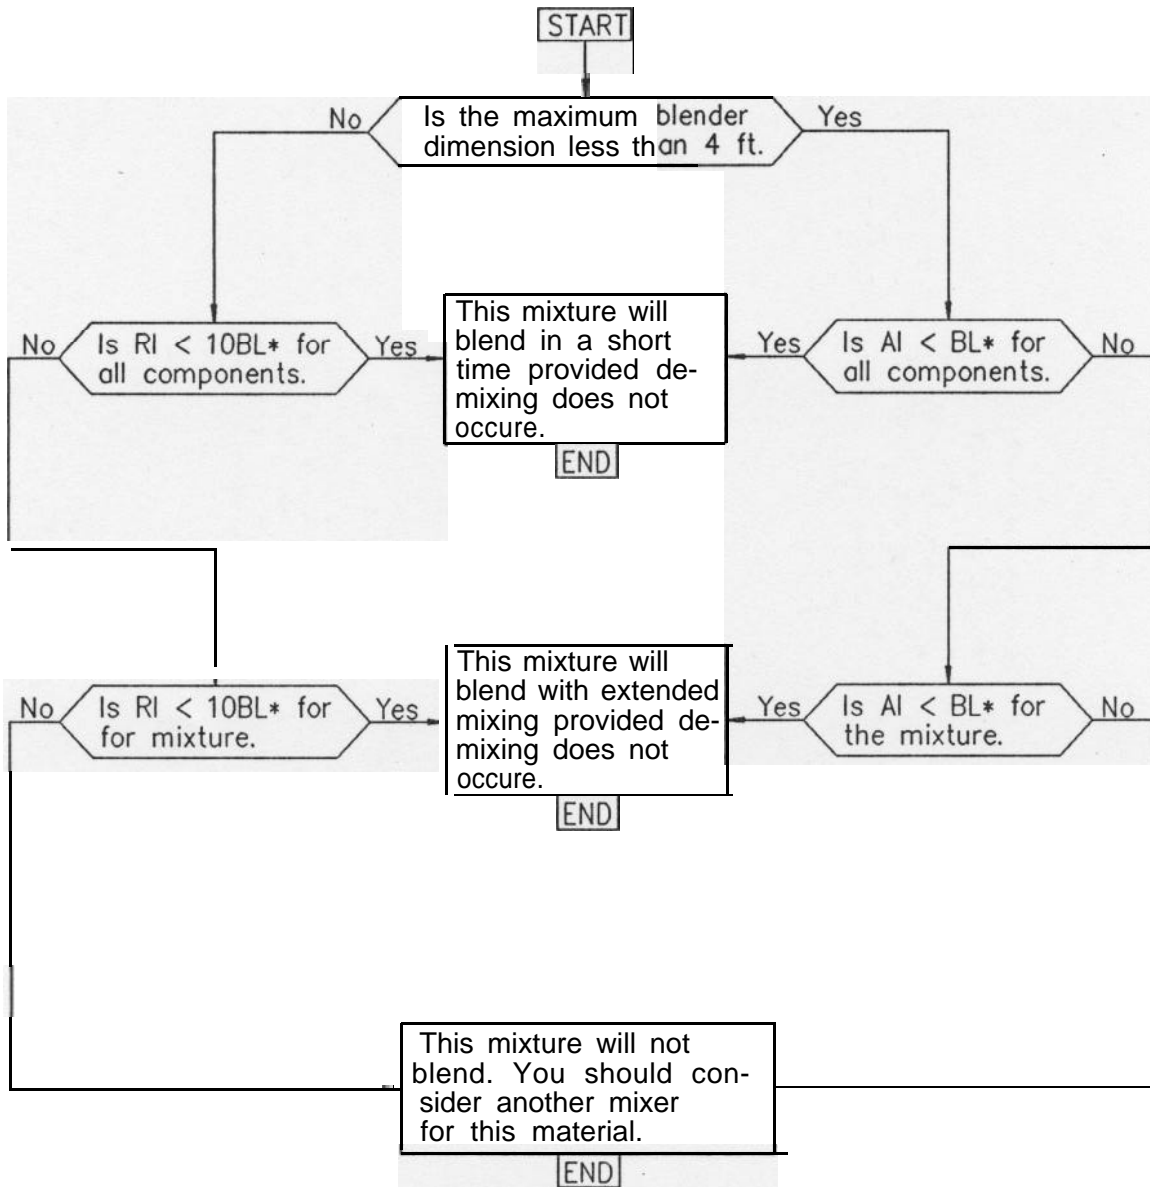 START
No
Is the maximum blender
dimension less than 4 ft.
Yes
No
Is RI < 10BL* for
all components.
Yes
This mixture will
blend in a short
time provided de-
mixing does not
occure.
END
Yes
Is AI < BL* for
all components.
No
No
Is RI < 10BL* for
for mixture.
Yes
This mixture will
blend with extended
mixing provided de-
mixing does not
occure.
END
Yes
Is AI < BL* for
the mixture.
No
This mixture will not
blend. You should con-
sider another mixer
for this material.
END